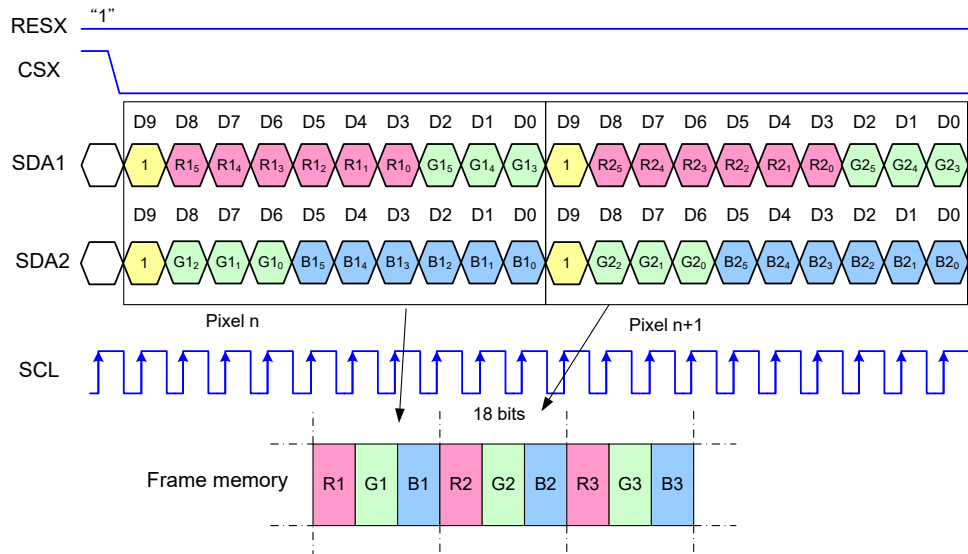 RESX "1"
CSX
D9 D8 D7 D6 D5 D4 D3 D2 D1 D0 D9 D8 D7 D6 D5 D4 D3 D2 D1 D0
SDA1 1 R1₅ R1₄ R1₃ R1₂ R1₁ R1₀ G1₅ G1₄ G1₃ 1 R2₅ R2₄ R2₃ R2₂ R2₁ R2₀ G2₅ G2₄ G2₃
D9 D8 D7 D6 D5 D4 D3 D2 D1 D0 D9 D8 D7 D6 D5 D4 D3 D2 D1 D0
SDA2 1 G1₂ G1₁ G1₀ B1₅ B1₄ B1₃ B1₂ B1₁ B1₀ 1 G2₂ G2₁ G2₀ B2₅ B2₄ B2₃ B2₂ B2₁ B2₀
Pixel n Pixel n+1
SCL
18 bits
Frame memory R1 G1 B1 R2 G2 B2 R3 G3 B3